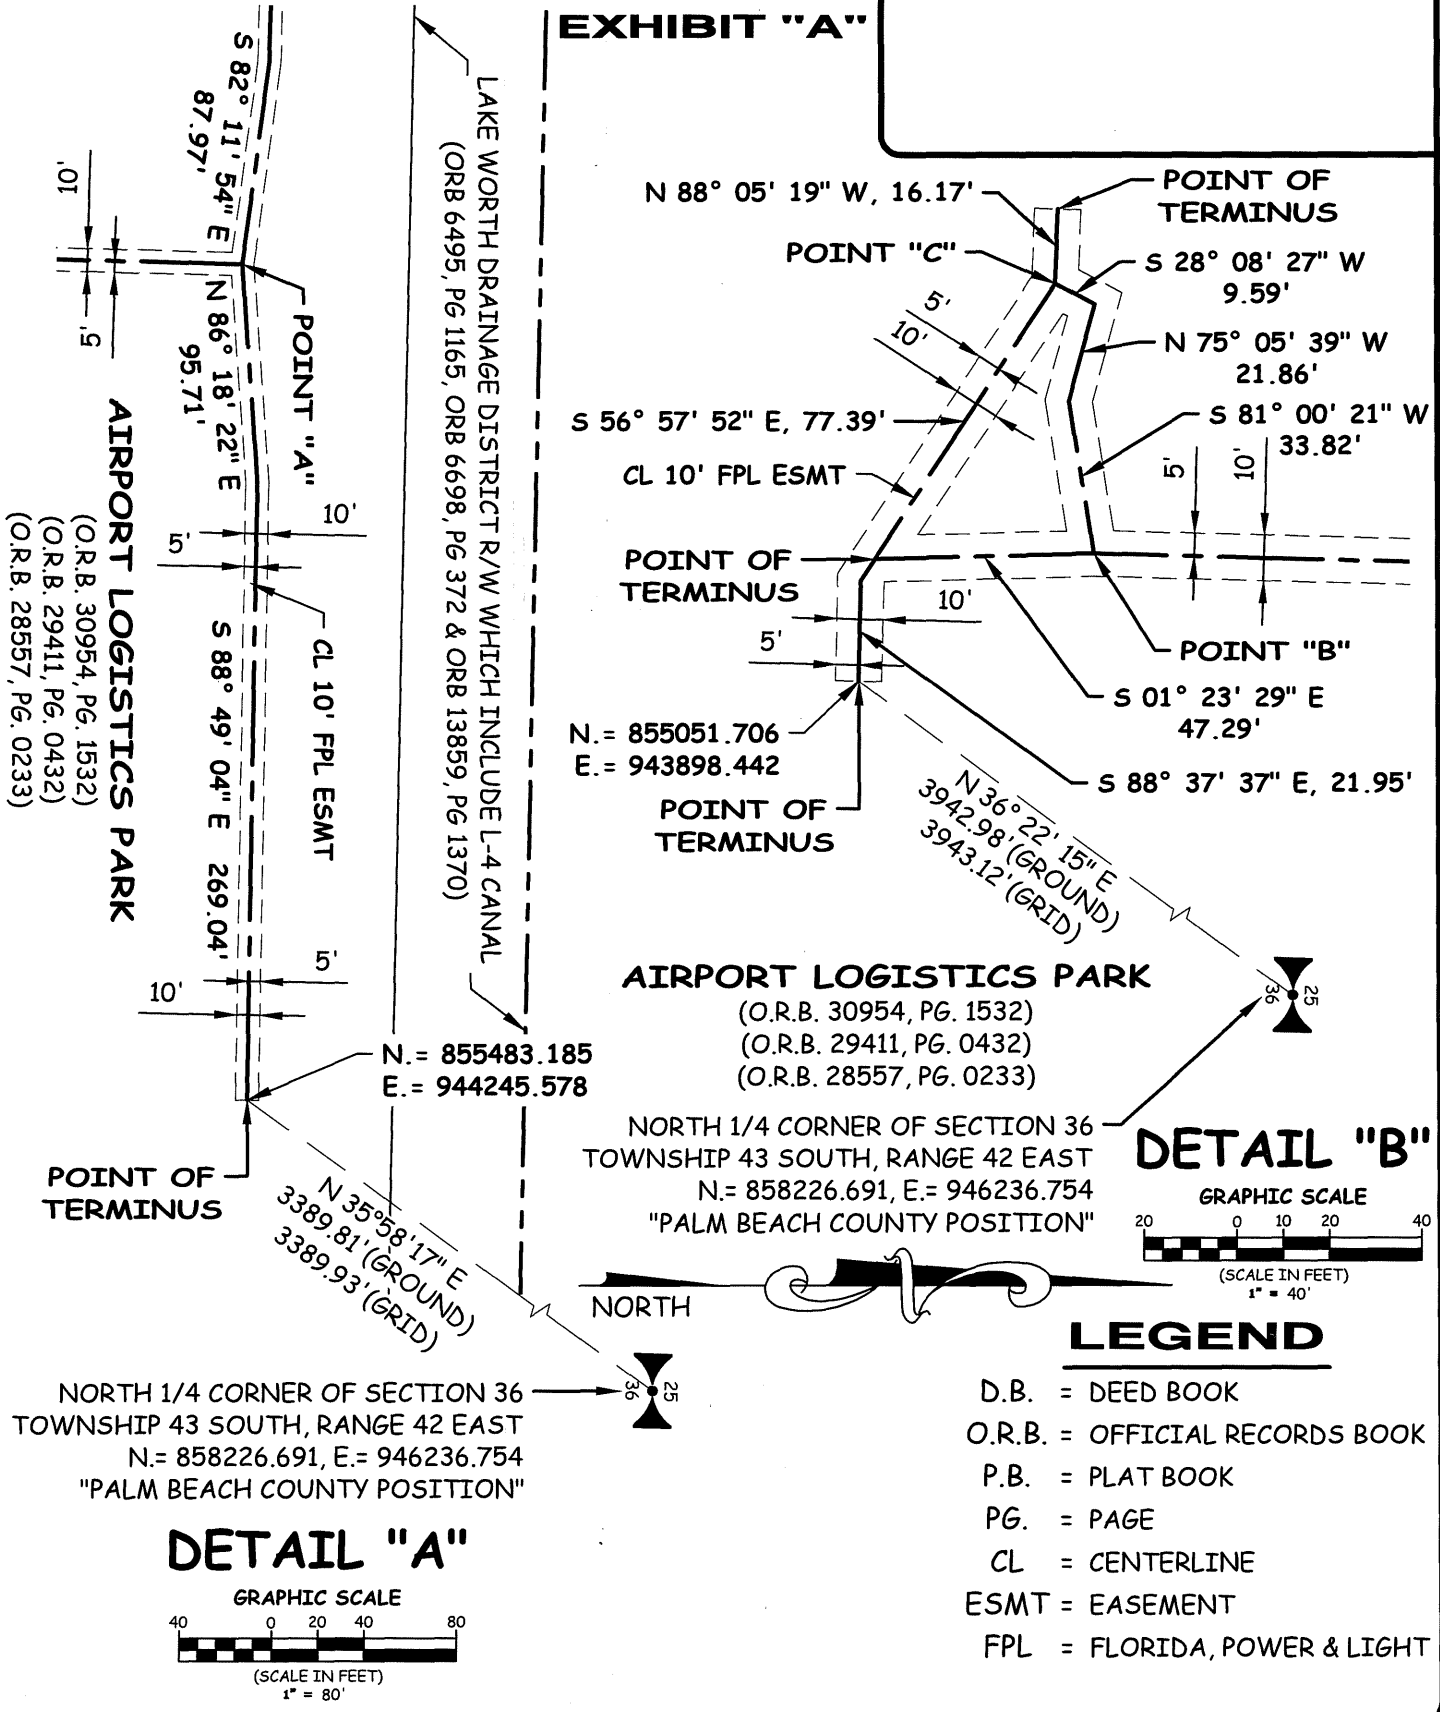 EXHIBIT "A"
S 82° 11' 54" E
87.97'
10'
5'
POINT "A"
N 86° 18' 22" E
95.71'
AIRPORT LOGISTICS PARK
(O.R.B. 30954, PG. 1532)
(O.R.B. 29411, PG. 0432)
(O.R.B. 28557, PG. 0233)
10'
5'
CL 10' FPL ESMT
S 88° 49' 04" E 269.04'
5'
10'
LAKE WORTH DRAINAGE DISTRICT R/W WHICH INCLUDE L-4 CANAL
(ORB 6495, PG 1165, ORB 6698, PG 372 & ORB 13859, PG 1370)
N.= 855483.185
E.= 944245.578
POINT OF
TERMINUS
N 35°58'17" E
3389.81' (GROUND)
3389.93' (GRID)
36
25
NORTH 1/4 CORNER OF SECTION 36
TOWNSHIP 43 SOUTH, RANGE 42 EAST
N.= 858226.691, E.= 946236.754
"PALM BEACH COUNTY POSITION"
DETAIL "A"
GRAPHIC SCALE
40 0 20 40 80
(SCALE IN FEET)
1" = 80'
N 88° 05' 19" W, 16.17'
POINT OF
TERMINUS
POINT "C"
S 28° 08' 27" W
9.59'
5'
10'
N 75° 05' 39" W
21.86'
S 56° 57' 52" E, 77.39'
S 81° 00' 21" W
33.82'
5'
10'
CL 10' FPL ESMT
POINT OF
TERMINUS
10'
5'
POINT "B"
S 01° 23' 29" E
47.29'
N.= 855051.706
E.= 943898.442
S 88° 37' 37" E, 21.95'
POINT OF
TERMINUS
N 36° 22' 15" E
3942.98' (GROUND)
3943.12' (GRID)
AIRPORT LOGISTICS PARK
(O.R.B. 30954, PG. 1532)
(O.R.B. 29411, PG. 0432)
(O.R.B. 28557, PG. 0233)
36
25
NORTH 1/4 CORNER OF SECTION 36
TOWNSHIP 43 SOUTH, RANGE 42 EAST
N.= 858226.691, E.= 946236.754
"PALM BEACH COUNTY POSITION"
DETAIL "B"
GRAPHIC SCALE
20 0 10 20 40
(SCALE IN FEET)
1" = 40'
NORTH
LEGEND
D.B. = DEED BOOK
O.R.B. = OFFICIAL RECORDS BOOK
P.B. = PLAT BOOK
PG. = PAGE
CL = CENTERLINE
ESMT = EASEMENT
FPL = FLORIDA, POWER & LIGHT